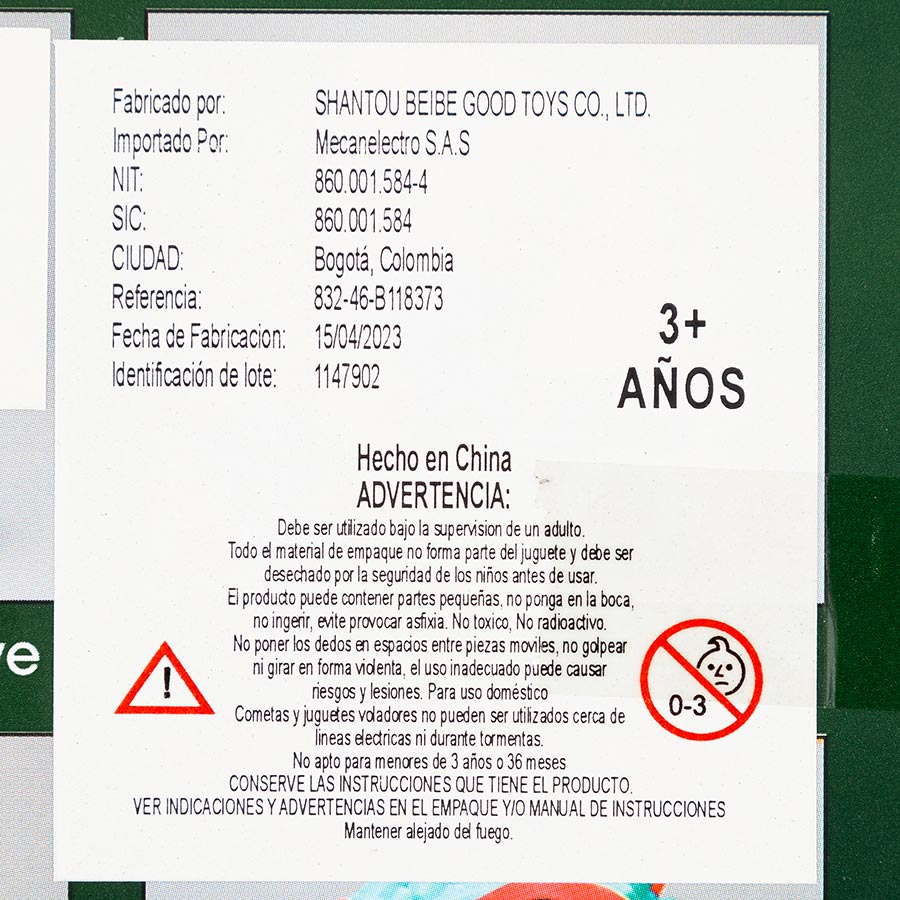 Fabricado por: SHANTOU BEIBE GOOD TOYS CO., LTD.
Importado Por: Mecanelectro S.A.S
NIT: 860.001.584-4
SIC: 860.001.584
CIUDAD: Bogotá, Colombia
Referencia: 832-46-B118373
Fecha de Fabricacion: 15/04/2023
Identificación de lote: 1147902
3+
AÑOS
Hecho en China
ADVERTENCIA:
Debe ser utilizado bajo la supervision de un adulto.
Todo el material de empaque no forma parte del juguete y debe ser
desechado por la seguridad de los niños antes de usar.
El producto puede contener partes pequeñas, no ponga en la boca,
no ingerir, evite provocar asfixia. No toxico, No radioactivo.
No poner los dedos en espacios entre piezas moviles, no golpear
ni girar en forma violenta, el uso inadecuado puede causar
riesgos y lesiones. Para uso doméstico
Cometas y juguetes voladores no pueden ser utilizados cerca de
lineas electricas ni durante tormentas.
No apto para menores de 3 años o 36 meses
CONSERVE LAS INSTRUCCIONES QUE TIENE EL PRODUCTO.
VER INDICACIONES Y ADVERTENCIAS EN EL EMPAQUE Y/O MANUAL DE INSTRUCCIONES
Mantener alejado del fuego.
!
0-3